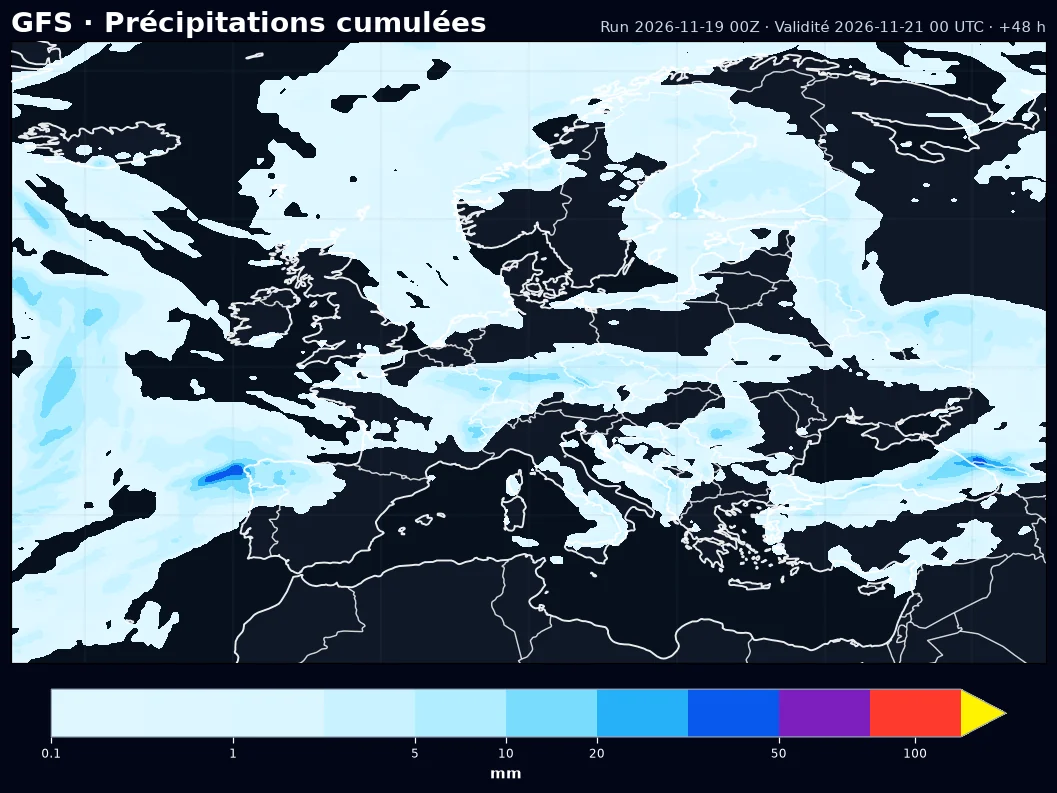 GFS · Précipitations cumulées
Run 2026-11-19 00Z · Validité 2026-11-21 00 UTC · +48 h
0.1 1 5 10 20 50 100
mm